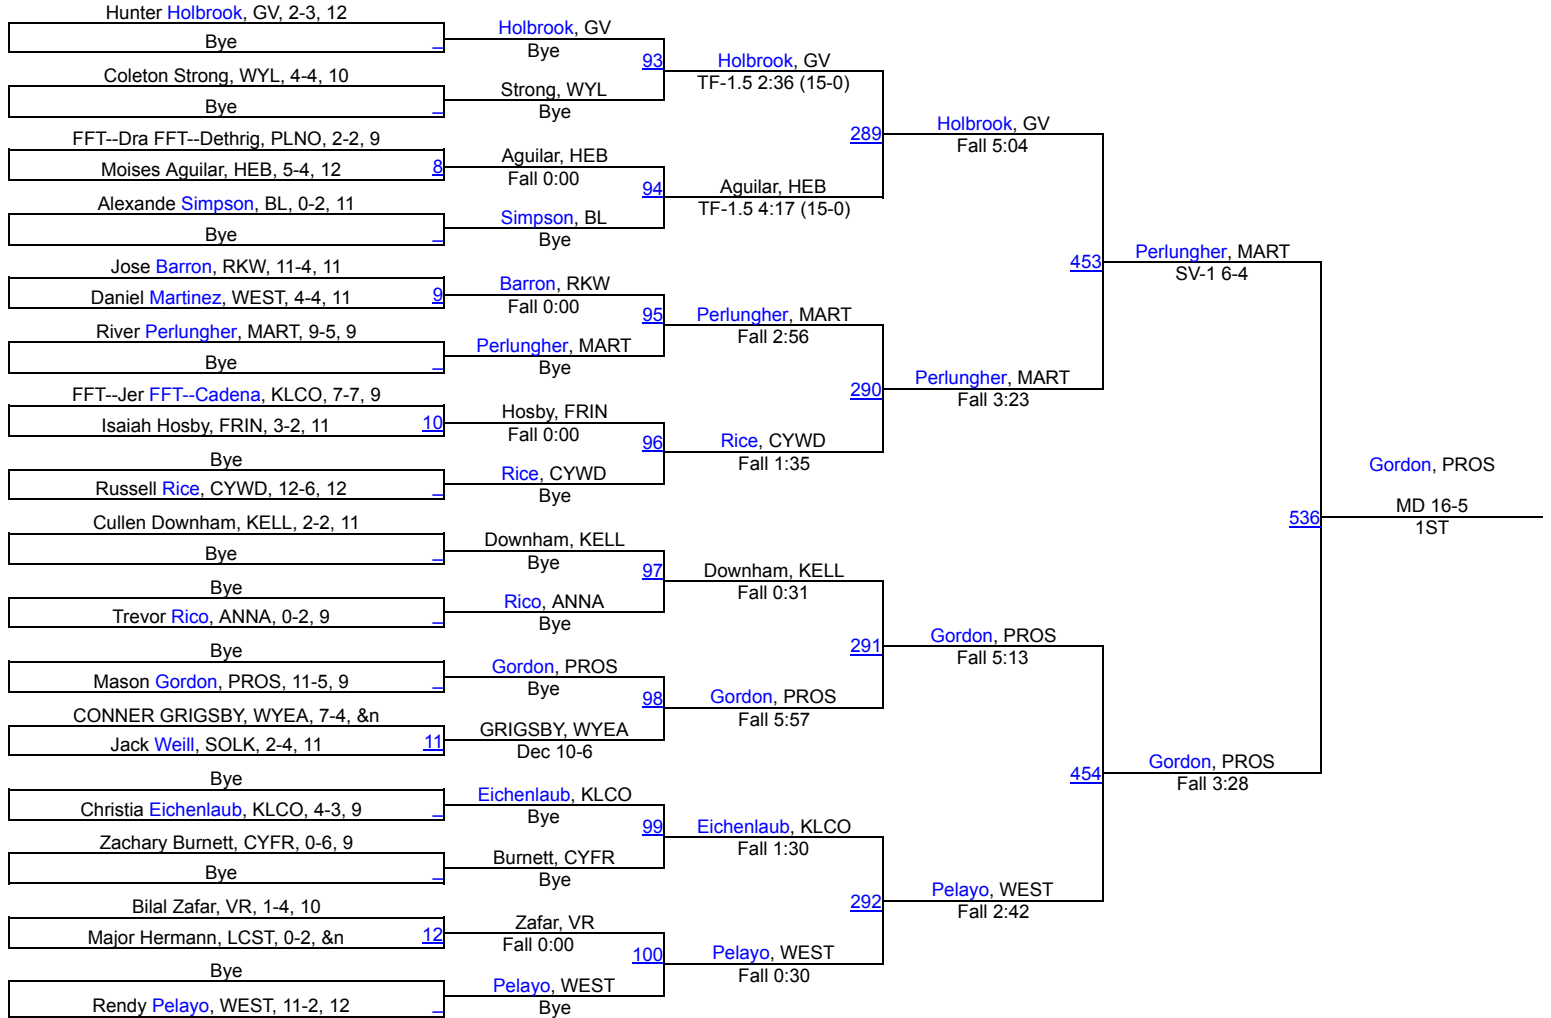 Hunter Holbrook, GV, 2-3, 12
Bye
Coleton Strong, WYL, 4-4, 10
Bye
FFT--Dra FFT--Dethrig, PLNO, 2-2, 9
Moises Aguilar, HEB, 5-4, 12
8
Alexande Simpson, BL, 0-2, 11
Bye
Jose Barron, RKW, 11-4, 11
Daniel Martinez, WEST, 4-4, 11
9
River Perlungher, MART, 9-5, 9
Bye
FFT--Jer FFT--Cadena, KLCO, 7-7, 9
Isaiah Hosby, FRIN, 3-2, 11
10
Bye
Russell Rice, CYWD, 12-6, 12
Cullen Downham, KELL, 2-2, 11
Bye
Bye
Trevor Rico, ANNA, 0-2, 9
Bye
Mason Gordon, PROS, 11-5, 9
CONNER GRIGSBY, WYEA, 7-4, &n
Jack Weill, SOLK, 2-4, 11
11
Bye
Christia Eichenlaub, KLCO, 4-3, 9
Zachary Burnett, CYFR, 0-6, 9
Bye
Bilal Zafar, VR, 1-4, 10
Major Hermann, LCST, 0-2, &n
12
Bye
Rendy Pelayo, WEST, 11-2, 12
Holbrook, GV
Bye
93
Strong, WYL
Bye
Aguilar, HEB
Fall 0:00
94
Simpson, BL
Bye
Barron, RKW
Fall 0:00
95
Perlungher, MART
Bye
Hosby, FRIN
Fall 0:00
96
Rice, CYWD
Bye
Downham, KELL
Bye
97
Rico, ANNA
Bye
Gordon, PROS
Bye
98
GRIGSBY, WYEA
Dec 10-6
Eichenlaub, KLCO
Bye
99
Burnett, CYFR
Bye
Zafar, VR
Fall 0:00
100
Pelayo, WEST
Bye
Holbrook, GV
TF-1.5 2:36 (15-0)
289
Aguilar, HEB
TF-1.5 4:17 (15-0)
Perlungher, MART
Fall 2:56
290
Rice, CYWD
Fall 1:35
Downham, KELL
Fall 0:31
291
Gordon, PROS
Fall 5:57
Eichenlaub, KLCO
Fall 1:30
292
Pelayo, WEST
Fall 0:30
Holbrook, GV
Fall 5:04
453
Perlungher, MART
Fall 3:23
Gordon, PROS
Fall 5:13
454
Pelayo, WEST
Fall 2:42
Perlungher, MART
SV-1 6-4
536
Gordon, PROS
Fall 3:28
Gordon, PROS
MD 16-5
1ST